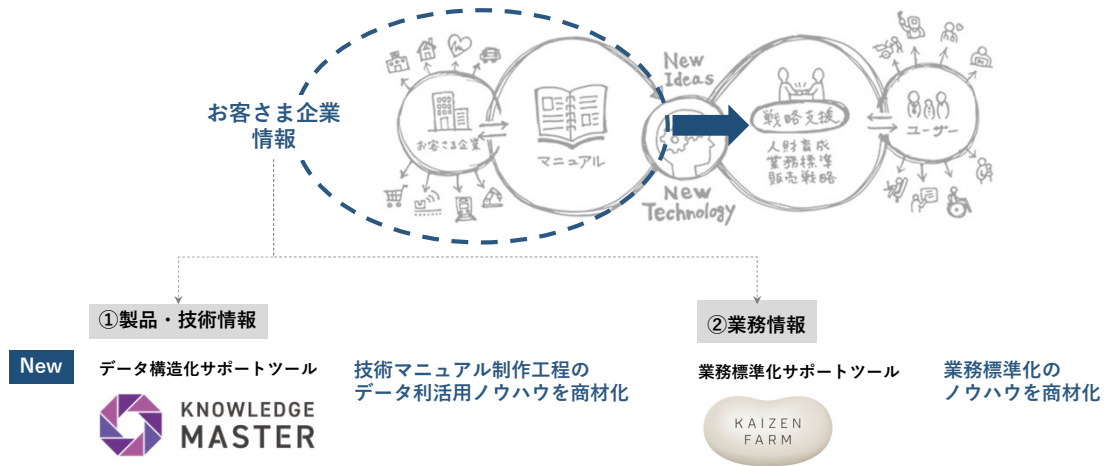 お客さま企業
情報
お客さま企業
マニュアル
New
Ideas
New
Technology
戦略支援
人財育成
業務標準
販売戦略
ユーザー
①製品・技術情報
②業務情報
New
データ構造化サポートツール
技術マニュアル制作工程の
データ利活用ノウハウを商材化
KNOWLEDGE
MASTER
業務標準化サポートツール
業務標準化の
ノウハウを商材化
KAIZEN
FARM